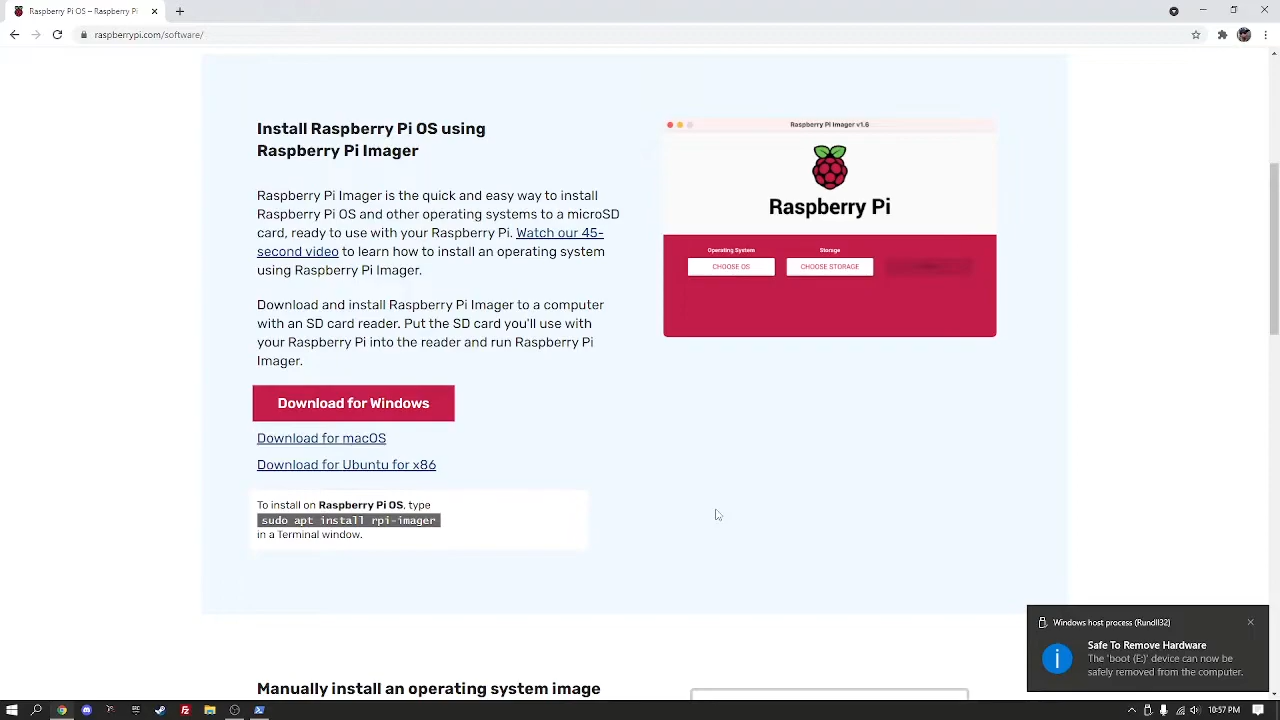 Raspberry Pi OS – Raspberry Pi
raspberrypi.com/software/
Install Raspberry Pi OS using
Raspberry Pi Imager
Raspberry Pi Imager is the quick and easy way to install
Raspberry Pi OS and other operating systems to a microSD
card, ready to use with your Raspberry Pi. Watch our 45-
second video to learn how to install an operating system
using Raspberry Pi Imager.
Download and install Raspberry Pi Imager to a computer
with an SD card reader. Put the SD card you'll use with
your Raspberry Pi into the reader and run Raspberry Pi
Imager.
Download for Windows
Download for macOS
Download for Ubuntu for x86
To install on Raspberry Pi OS, type
sudo apt install rpi-imager
in a Terminal window.
Raspberry Pi Imager v1.6
Raspberry Pi
Operating System
Storage
CHOOSE OS
CHOOSE STORAGE
Manually install an operating system image
Windows host process (Rundll32)
Safe To Remove Hardware
The 'boot (E:)' device can now be
safely removed from the computer.
10:57 PM